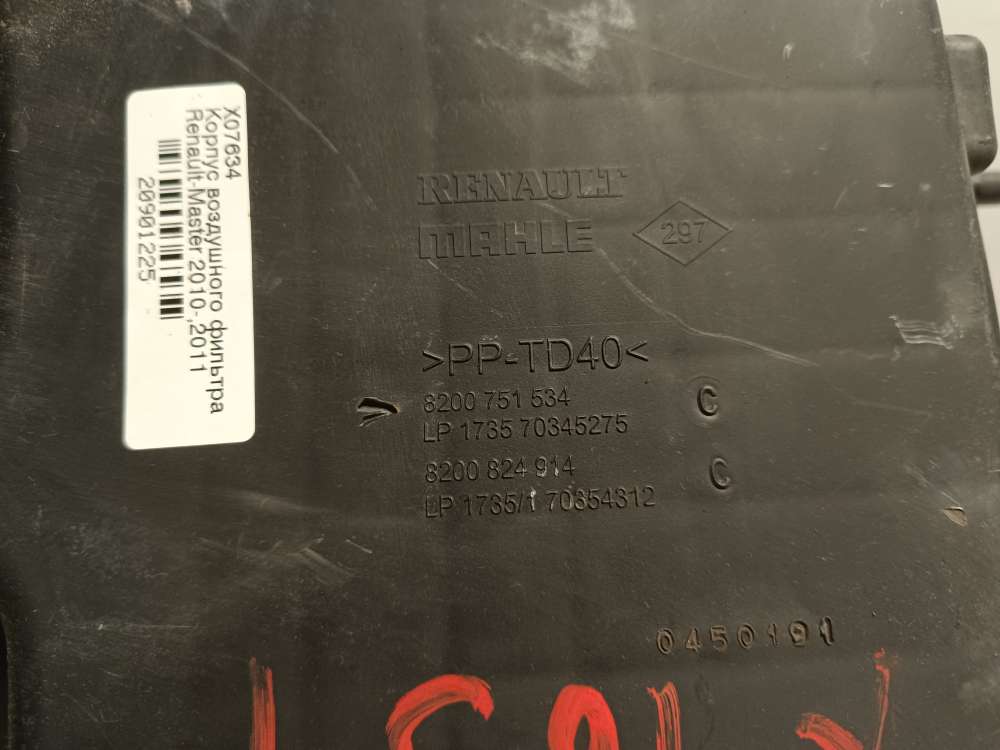 X07634
Корпус воздушного фильтра
Renault-Master 2010-,2011
20901225
RENAULT
MAHLE 297
>PP-TD40<
8200 751 534 C
LP 1735 70345275
8200 824 914 C
LP 1735/1 70354312
0450191